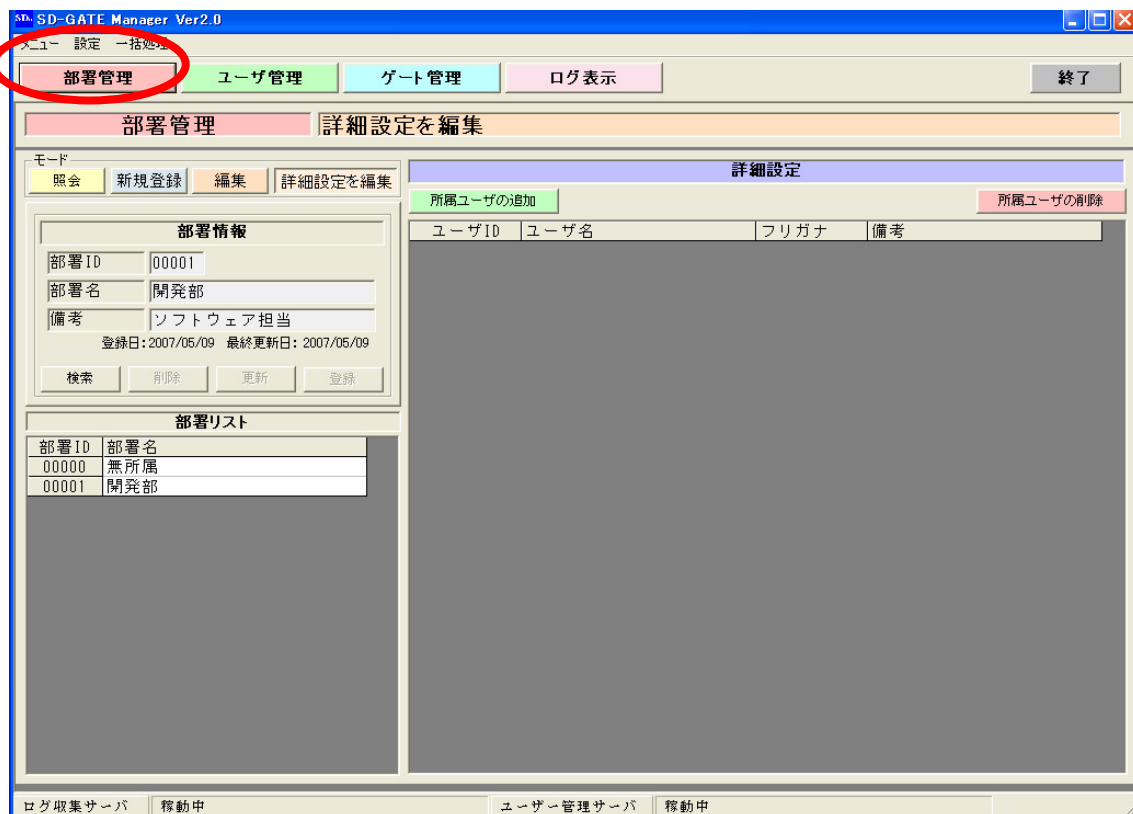 SD-GATE Manager Ver2.0
メニュー 設定 一括処理
部署管理 ユーザ管理 ゲート管理 ログ表示 終了
部署管理 詳細設定を編集
モード
照会 新規登録 編集 詳細設定を編集
部署情報
部署ID 00001
部署名 開発部
備考 ソフトウェア担当
登録日:2007/05/09 最終更新日:2007/05/09
検索 削除 更新 登録
部署リスト
部署ID 部署名
00000 無所属
00001 開発部
詳細設定
所属ユーザの追加 所属ユーザの削除
ユーザID ユーザ名 フリガナ 備考
ログ収集サーバ 稼動中 ユーザー管理サーバ 稼動中